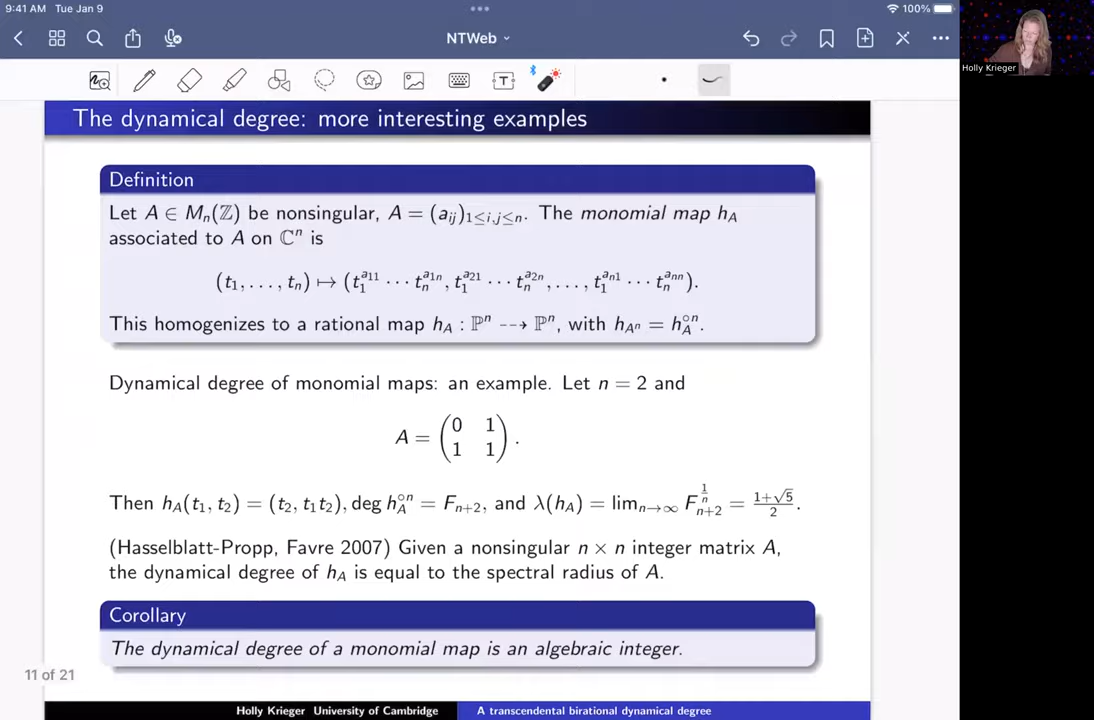 9:41 AM Tue Jan 9
100%
NTWeb
Holly Krieger
The dynamical degree: more interesting examples
Definition
Let A ∈ Mₙ(ℤ) be nonsingular, A = (aᵢⱼ)₁≤ᵢ,ⱼ≤ₙ. The monomial map h_A
associated to A on ℂⁿ is
(t₁, . . . , tₙ) ↦ (t₁^{a₁₁} ⋯ tₙ^{a₁ₙ}, t₁^{a₂₁} ⋯ tₙ^{a₂ₙ}, . . . , t₁^{aₙ₁} ⋯ tₙ^{aₙₙ}).
This homogenizes to a rational map h_A : ℙⁿ ⇢ ℙⁿ, with h_{Aⁿ} = h_A^{∘n}.
Dynamical degree of monomial maps: an example. Let n = 2 and
A = (0 1
1 1).
Then h_A(t₁, t₂) = (t₂, t₁t₂), deg h_A^{∘n} = F_{n+2}, and λ(h_A) = lim_{n→∞} F_{n+2}^{1/n} = (1+√5)/2.
(Hasselblatt-Propp, Favre 2007) Given a nonsingular n × n integer matrix A,
the dynamical degree of h_A is equal to the spectral radius of A.
Corollary
The dynamical degree of a monomial map is an algebraic integer.
11 of 21
Holly Krieger University of Cambridge
A transcendental birational dynamical degree